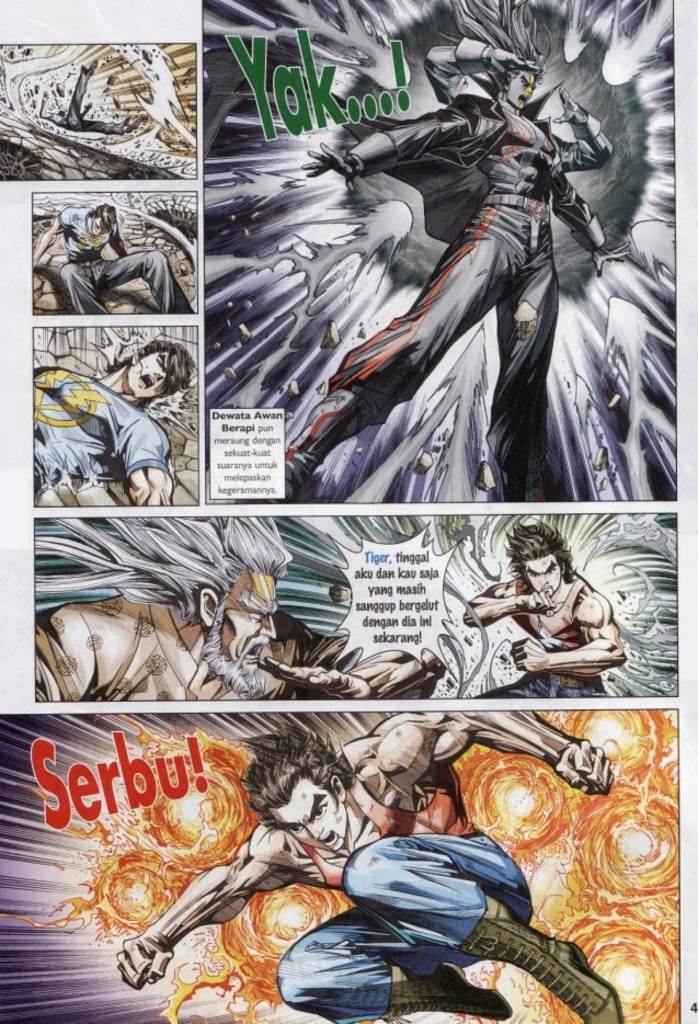 Yak....!
Dewata Awan
Berapi pun
meraung dengan
sekuat-kuat
suaranya untuk
melepaskan
kegeramannya.
Tiger, tinggal
aku dan kau saja
yang masih
sanggup bergelut
dengan dia ini
sekarang!
Serbu!
4